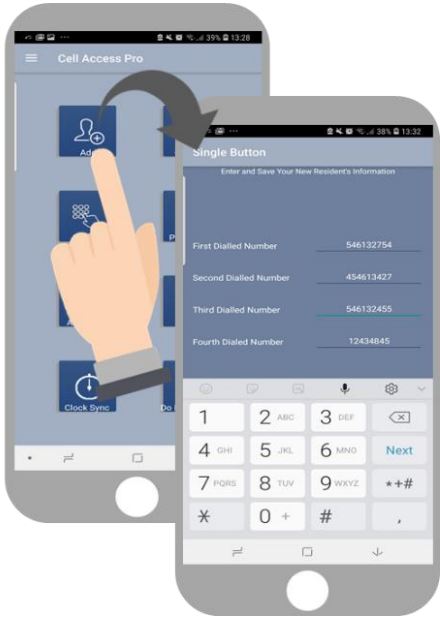 39% 13:28
Cell Access Pro
Clock Sync
38% 13:32
Single Button
Enter and Save Your New Resident's Information
First Dialled Number 546132754
Second Dialled Number 454613427
Third Dialled Number 546132455
Fourth Dialed Number 12434845
1 2 ABC 3 DEF
4 GHI 5 JKL 6 MNO Next
7 PQRS 8 TUV 9 WXYZ *+#
* 0 + # ,